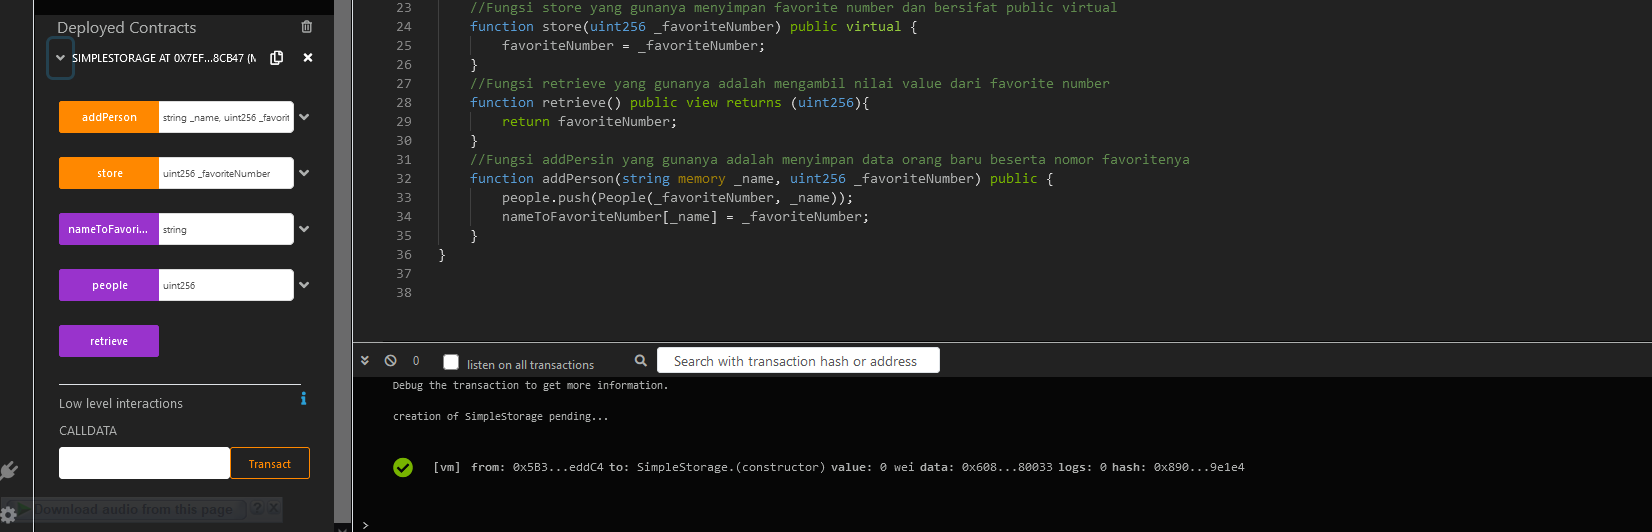 Deployed Contracts
SIMPLESTORAGE AT 0X7EF...8CB47 (M
addPerson string _name, uint256 _favorit
store uint256 _favoriteNumber
nameToFavori... string
people uint256
retrieve
Low level interactions
CALLDATA
Transact
Download audio from this page ? X
23 //Fungsi store yang gunanya menyimpan favorite number dan bersifat public virtual
24 function store(uint256 _favoriteNumber) public virtual {
25 favoriteNumber = _favoriteNumber;
26 }
27 //Fungsi retrieve yang gunanya adalah mengambil nilai value dari favorite number
28 function retrieve() public view returns (uint256){
29 return favoriteNumber;
30 }
31 //Fungsi addPersin yang gunanya adalah menyimpan data orang baru beserta nomor favoritenya
32 function addPerson(string memory _name, uint256 _favoriteNumber) public {
33 people.push(People(_favoriteNumber, _name));
34 nameToFavoriteNumber[_name] = _favoriteNumber;
35 }
36 }
37
38
0 listen on all transactions Search with transaction hash or address
Debug the transaction to get more information.
creation of SimpleStorage pending...
[vm] from: 0x5B3...eddC4 to: SimpleStorage.(constructor) value: 0 wei data: 0x608...80033 logs: 0 hash: 0x890...9e1e4
>